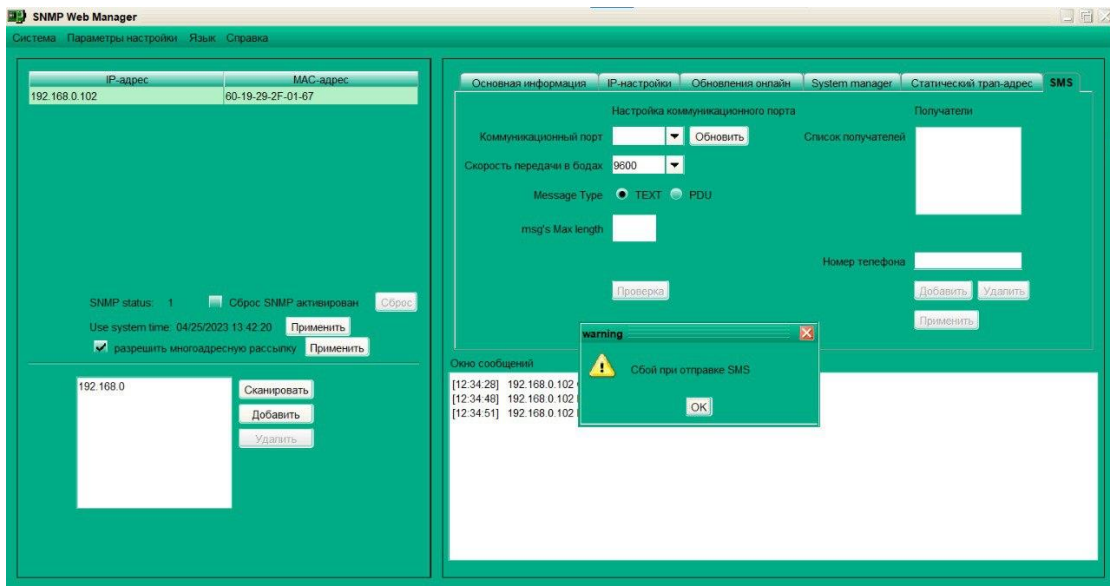 SNMP Web Manager
Система Параметры настройки Язык Справка
IP-адрес MAC-адрес
192.168.0.102 60-19-29-2F-01-67
SNMP status: 1 Сброс SNMP активирован Сброс
Use system time: 04/25/2023 13:42:20 Применить
разрешить многоадресную рассылку Применить
192.168.0
Сканировать
Добавить
Удалить
Основная информация IP-настройки Обновления онлайн System manager Статический трап-адрес SMS
Настройка коммуникационного порта Получатели
Коммуникационный порт Обновить Список получателей
Скорость передачи в бодах 9600
Message Type TEXT PDU
msg's Max length
Номер телефона
Проверка Добавить Удалить
Применить
Окно сообщений
[12:34:28] 192.168.0.102
[12:34:48] 192.168.0.102
[12:34:51] 192.168.0.102
warning
Сбой при отправке SMS
OK